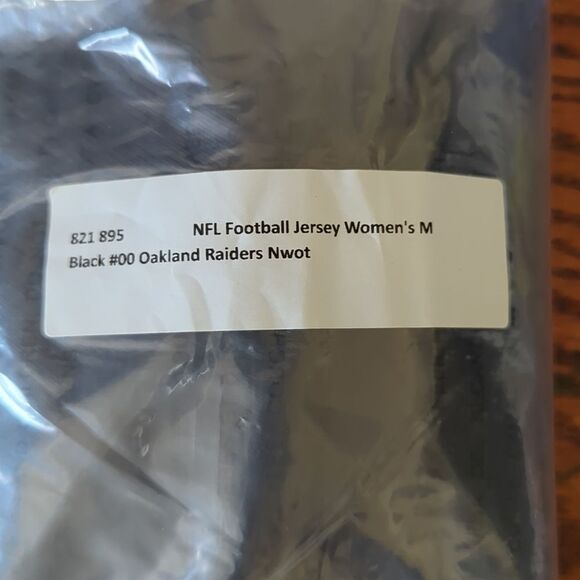 821 895 NFL Football Jersey Women's M
Black #00 Oakland Raiders Nwot